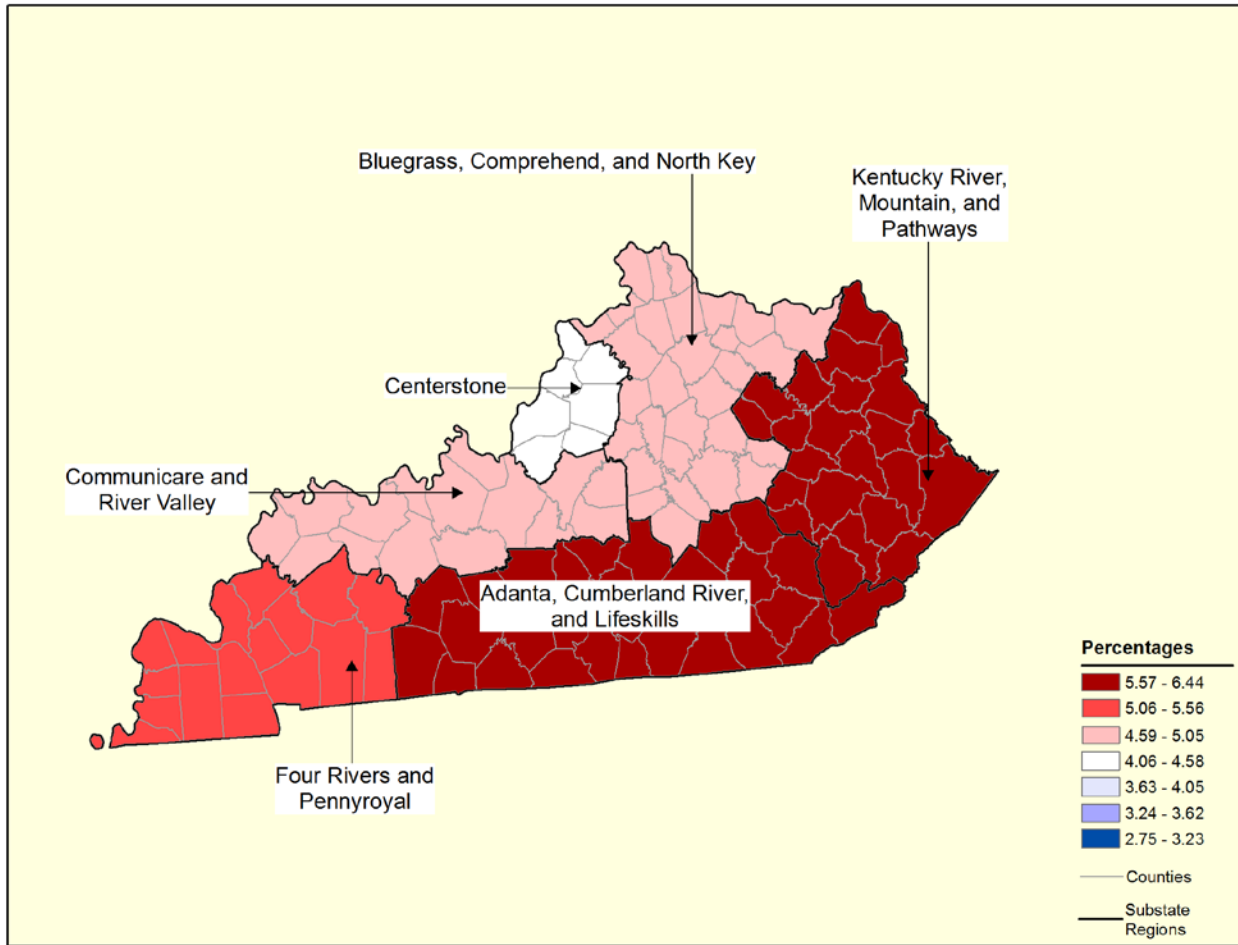 Bluegrass, Comprehend, and North Key
Kentucky River,
Mountain, and
Pathways
Centerstone
Communicare and
River Valley
Adanta, Cumberland River,
and Lifeskills
Four Rivers and
Pennyroyal
Percentages
5.57 - 6.44
5.06 - 5.56
4.59 - 5.05
4.06 - 4.58
3.63 - 4.05
3.24 - 3.62
2.75 - 3.23
Counties
Substate
Regions